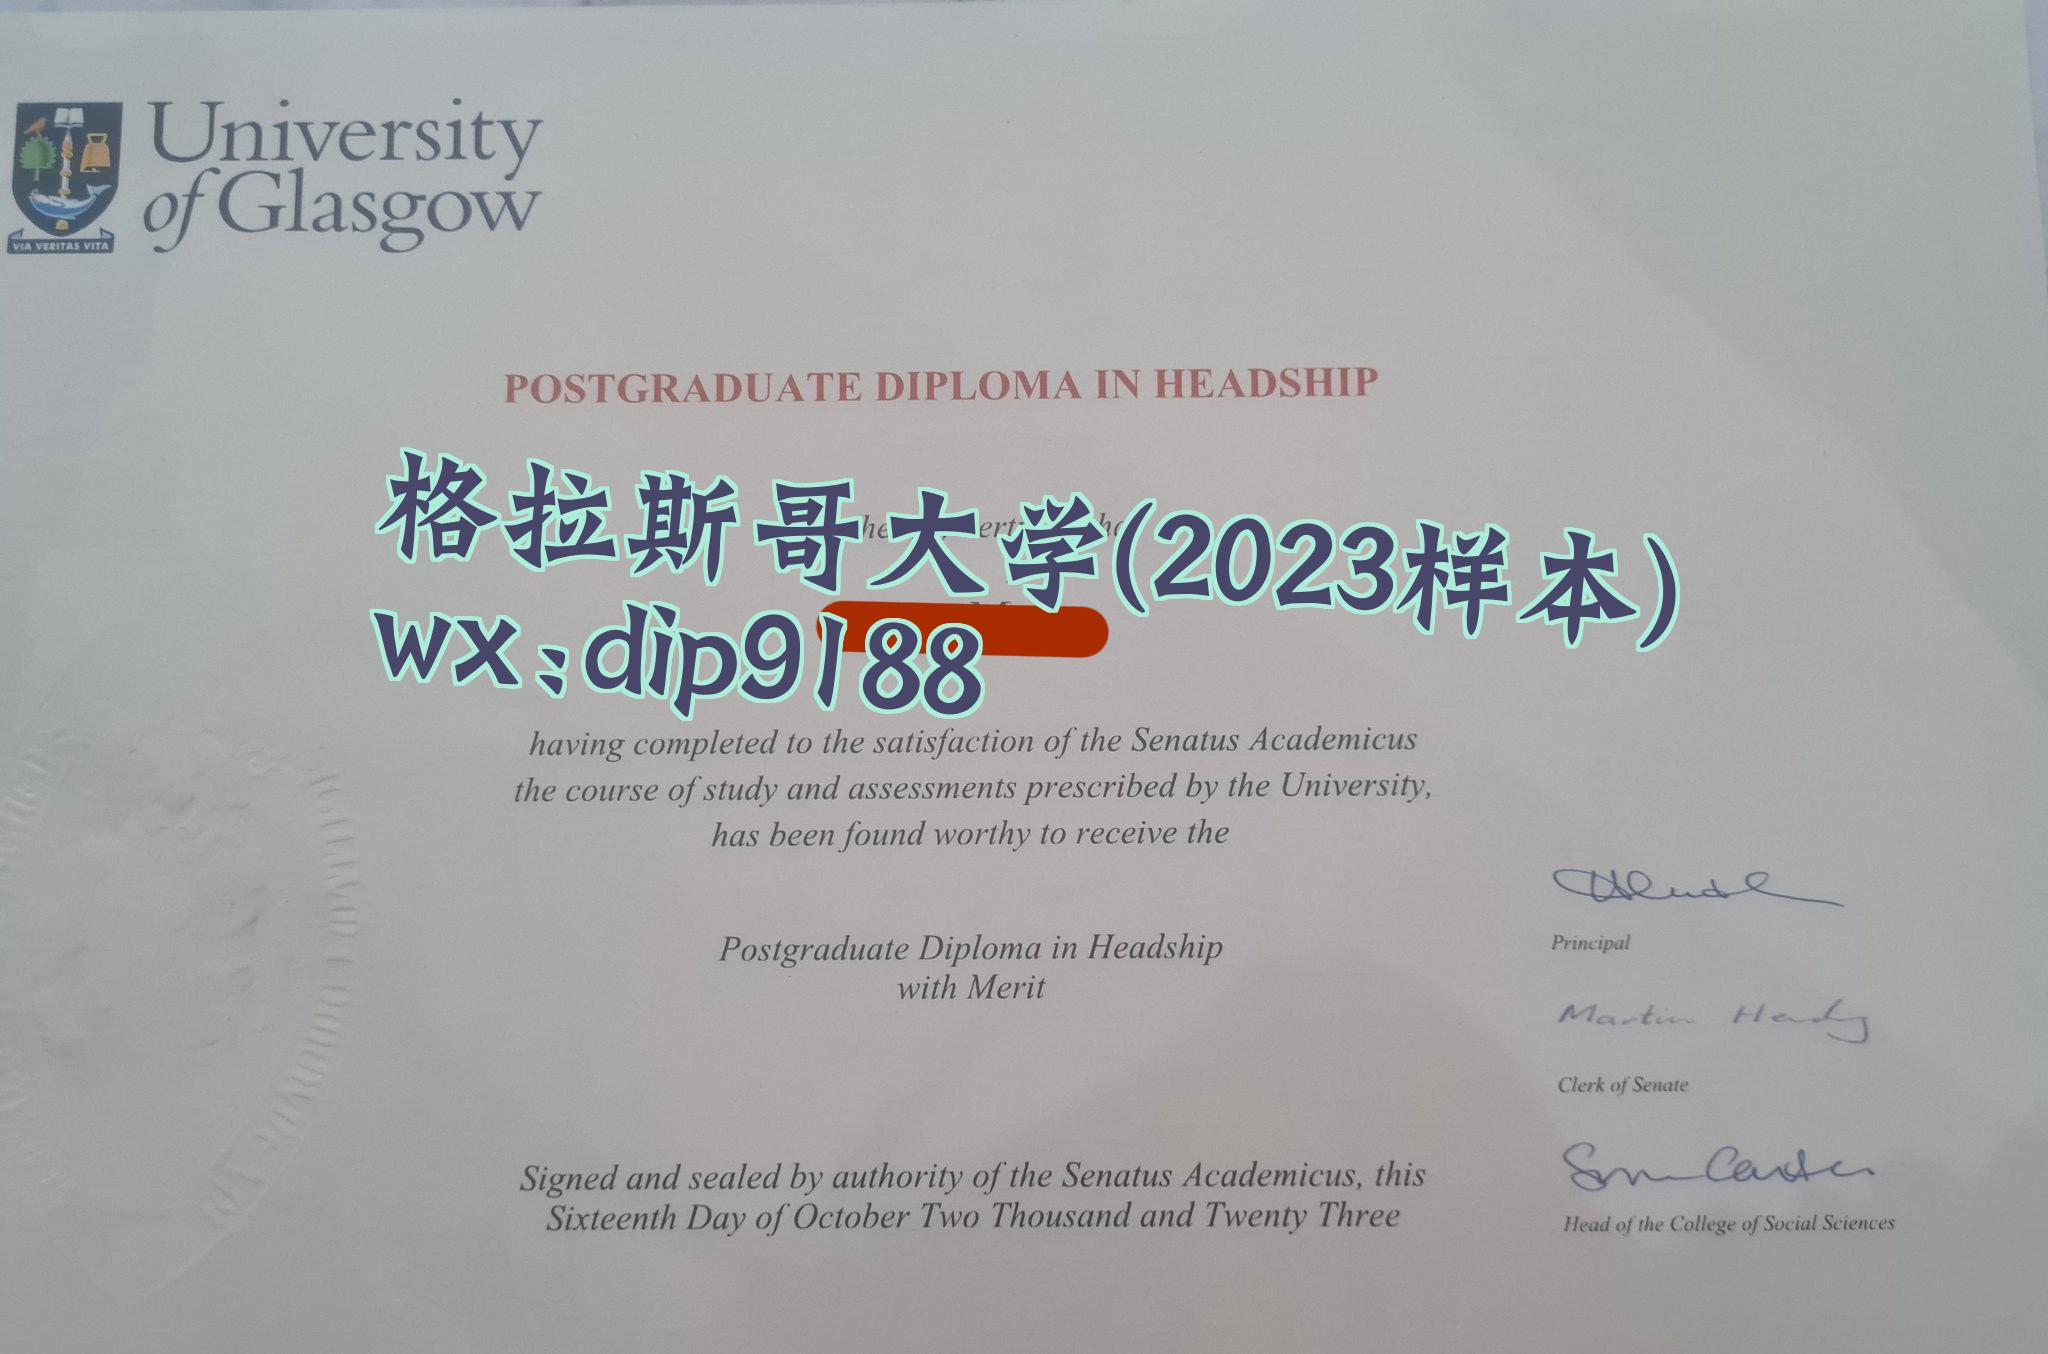 University
of Glasgow
VIA VERITAS VITA
POSTGRADUATE DIPLOMA IN HEADSHIP
格拉斯哥大学(2023样本)
wx:dip9188
having completed to the satisfaction of the Senatus Academicus
the course of study and assessments prescribed by the University,
has been found worthy to receive the
Postgraduate Diploma in Headship
with Merit
Principal
Martin Hendry
Clerk of Senate
Head of the College of Social Sciences
Signed and sealed by authority of the Senatus Academicus, this
Sixteenth Day of October Two Thousand and Twenty Three